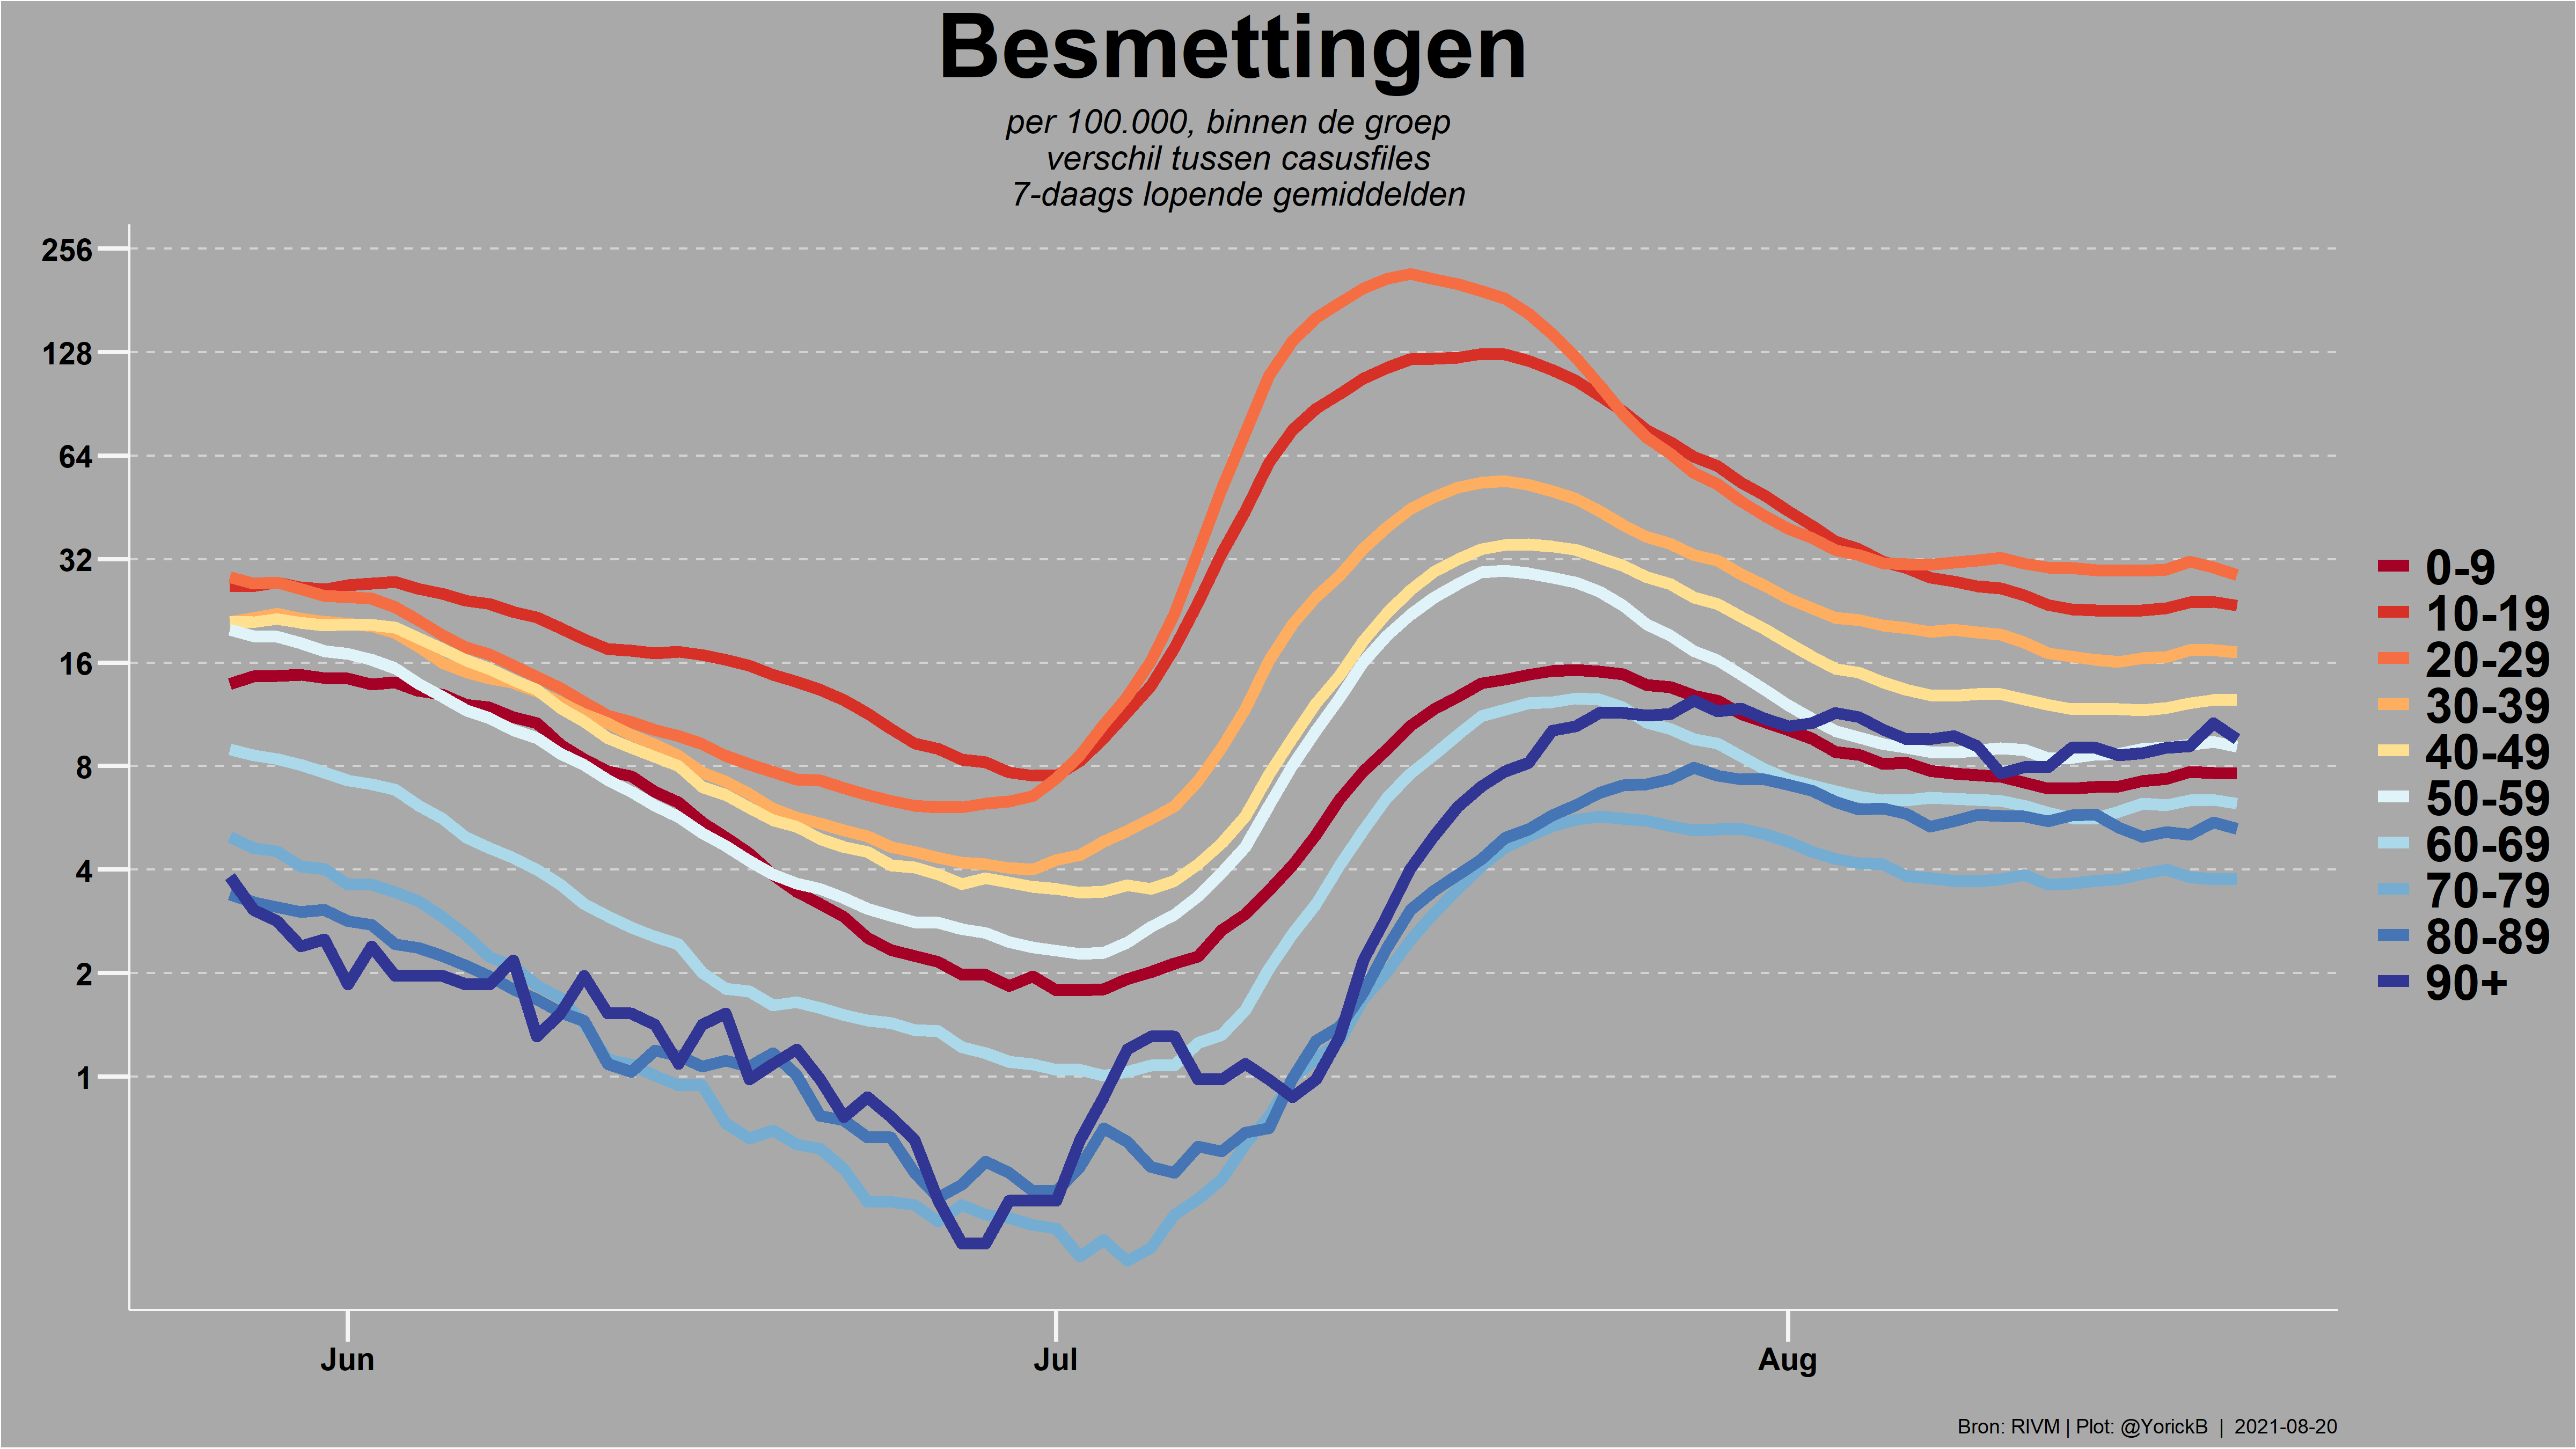 Besmettingen
per 100.000, binnen de groep
verschil tussen casusfiles
7-daags lopende gemiddelden
256
128
64
32
16
8
4
2
1
Jun
Jul
Aug
0-9
10-19
20-29
30-39
40-49
50-59
60-69
70-79
80-89
90+
Bron: RIVM | Plot: @YorickB | 2021-08-20